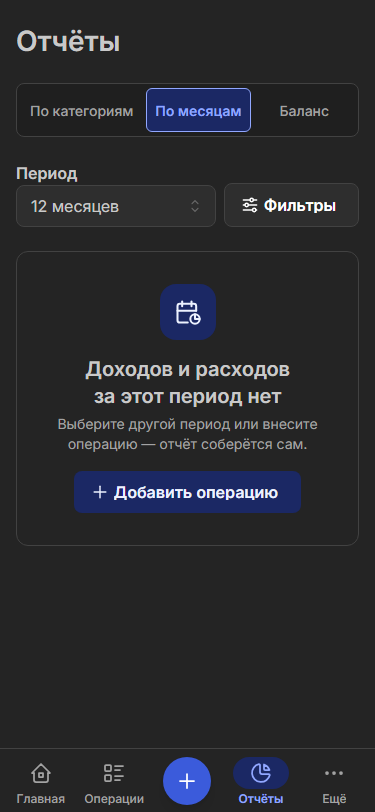 Отчёты
По категориям
По месяцам
Баланс
Период
12 месяцев
Фильтры
Доходов и расходов
за этот период нет
Выберите другой период или внесите
операцию — отчёт соберётся сам.
Добавить операцию
Главная
Операции
Отчёты
Ещё